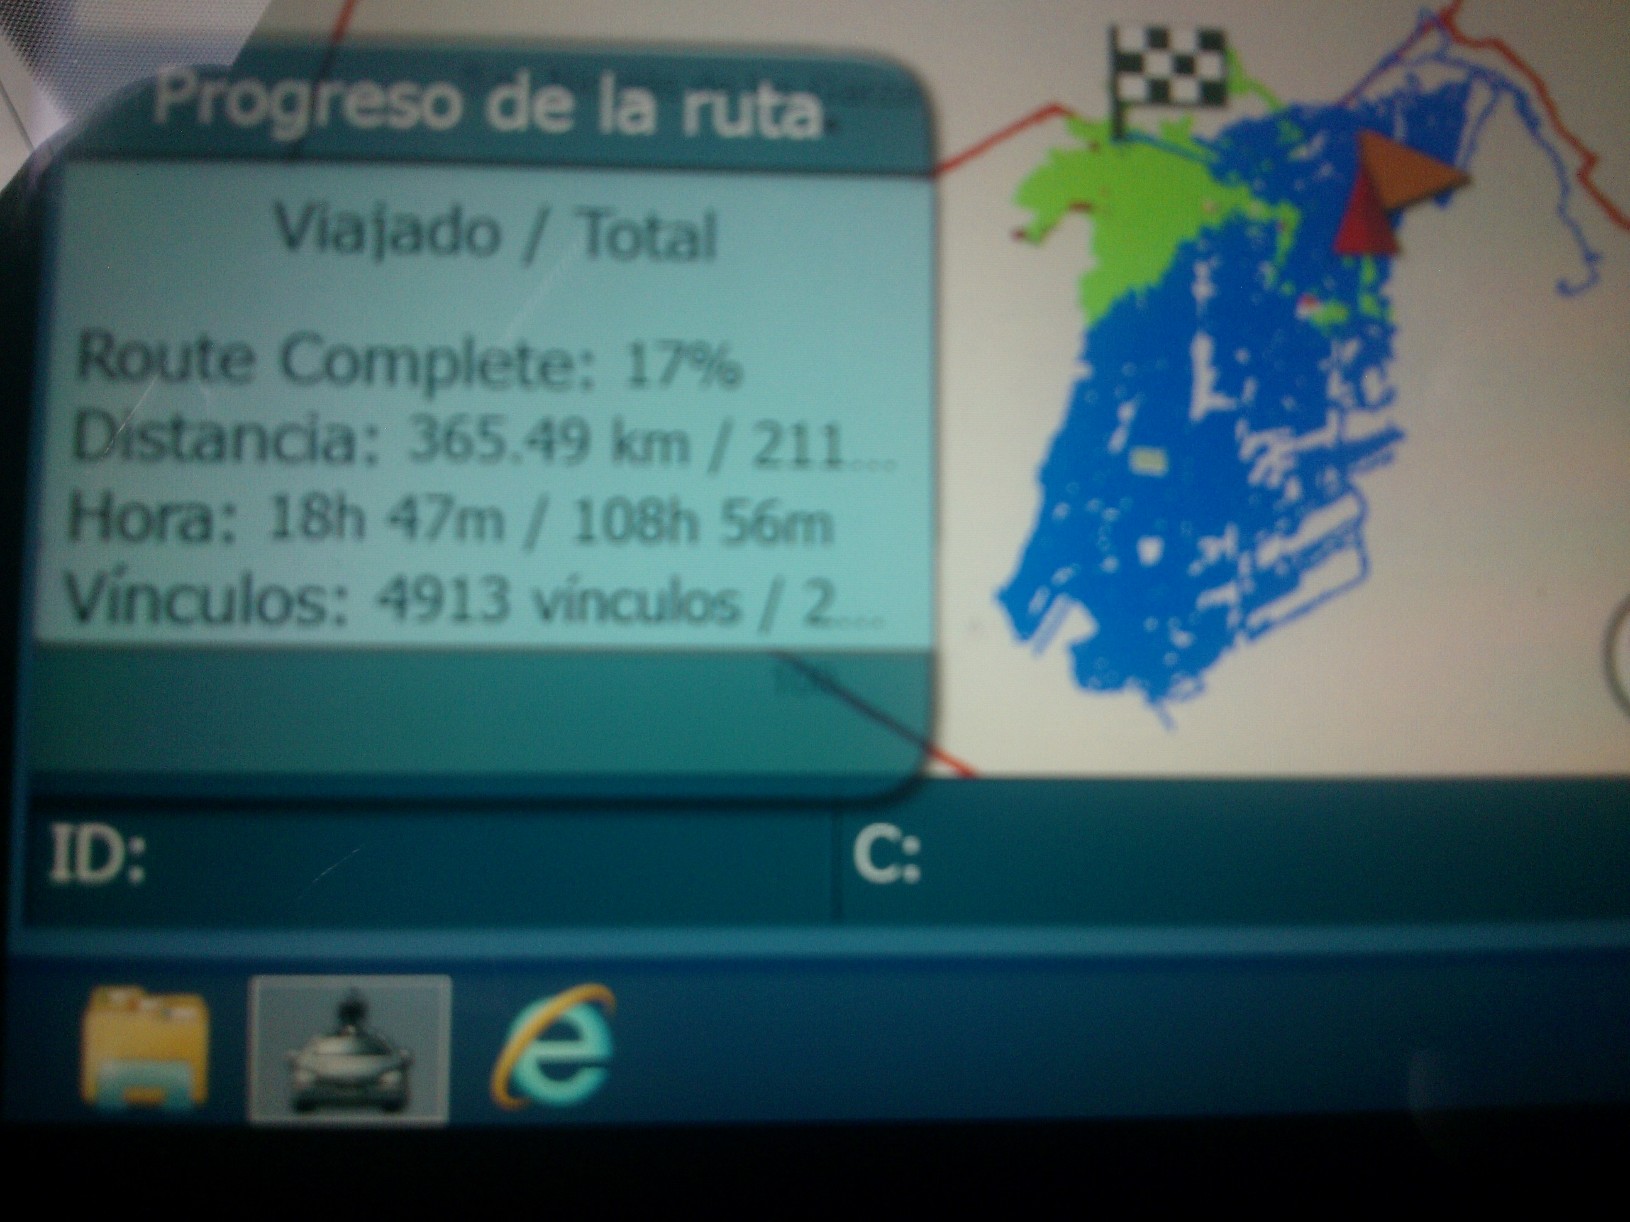 Progreso de la ruta.
Viajado / Total
Route Complete: 17%
Distancia: 365.49 km / 211...
Hora: 18h 47m / 108h 56m
Vínculos: 4913 vínculos / 2...
ID:
C: